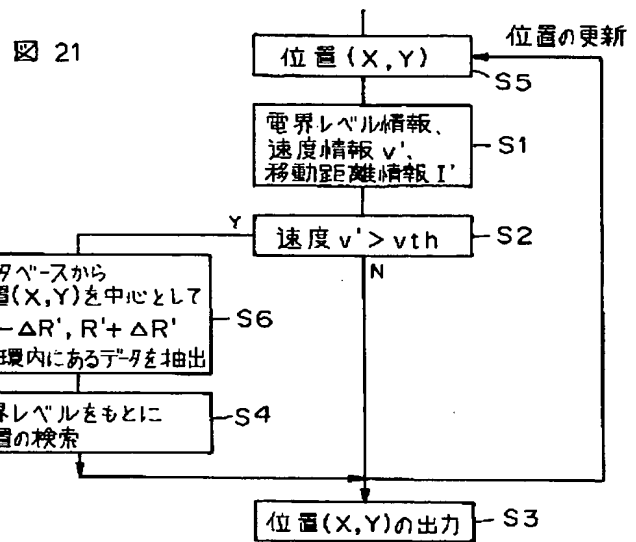 図 21
位置の更新
位置(X,Y)
S5
電界レベル情報、
速度情報v'、
移動距離情報I'
S1
速度 v'>vth
S2
Y
N
タベースから
置(X,Y)を中心として
-ΔR', R'+ΔR'
環内にあるデータを抽出
S6
界レベルをもとに
置の検索
S4
位置(X,Y)の出力
S3